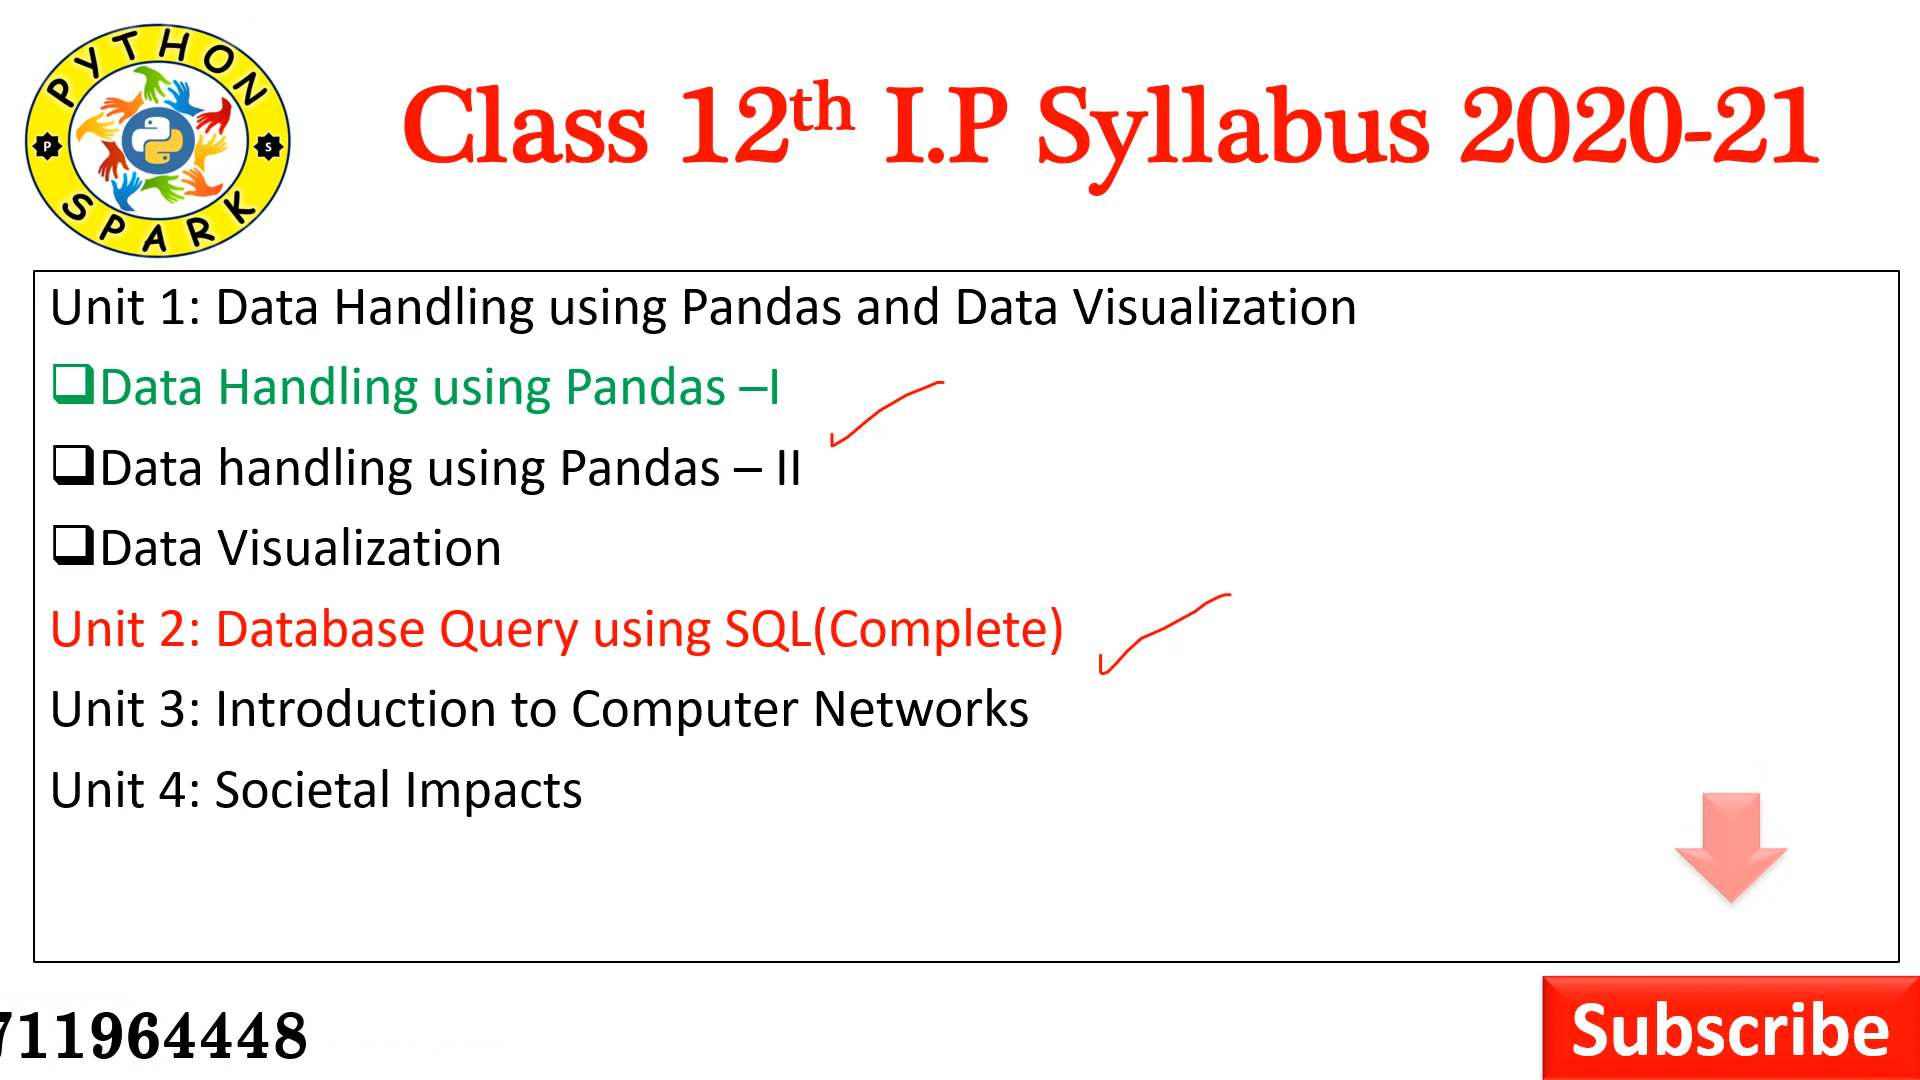 PYTHON
P S
SPARK
Class 12th I.P Syllabus 2020-21
Unit 1: Data Handling using Pandas and Data Visualization
Data Handling using Pandas –I
Data handling using Pandas – II
Data Visualization
Unit 2: Database Query using SQL(Complete)
Unit 3: Introduction to Computer Networks
Unit 4: Societal Impacts
711964448
Subscribe